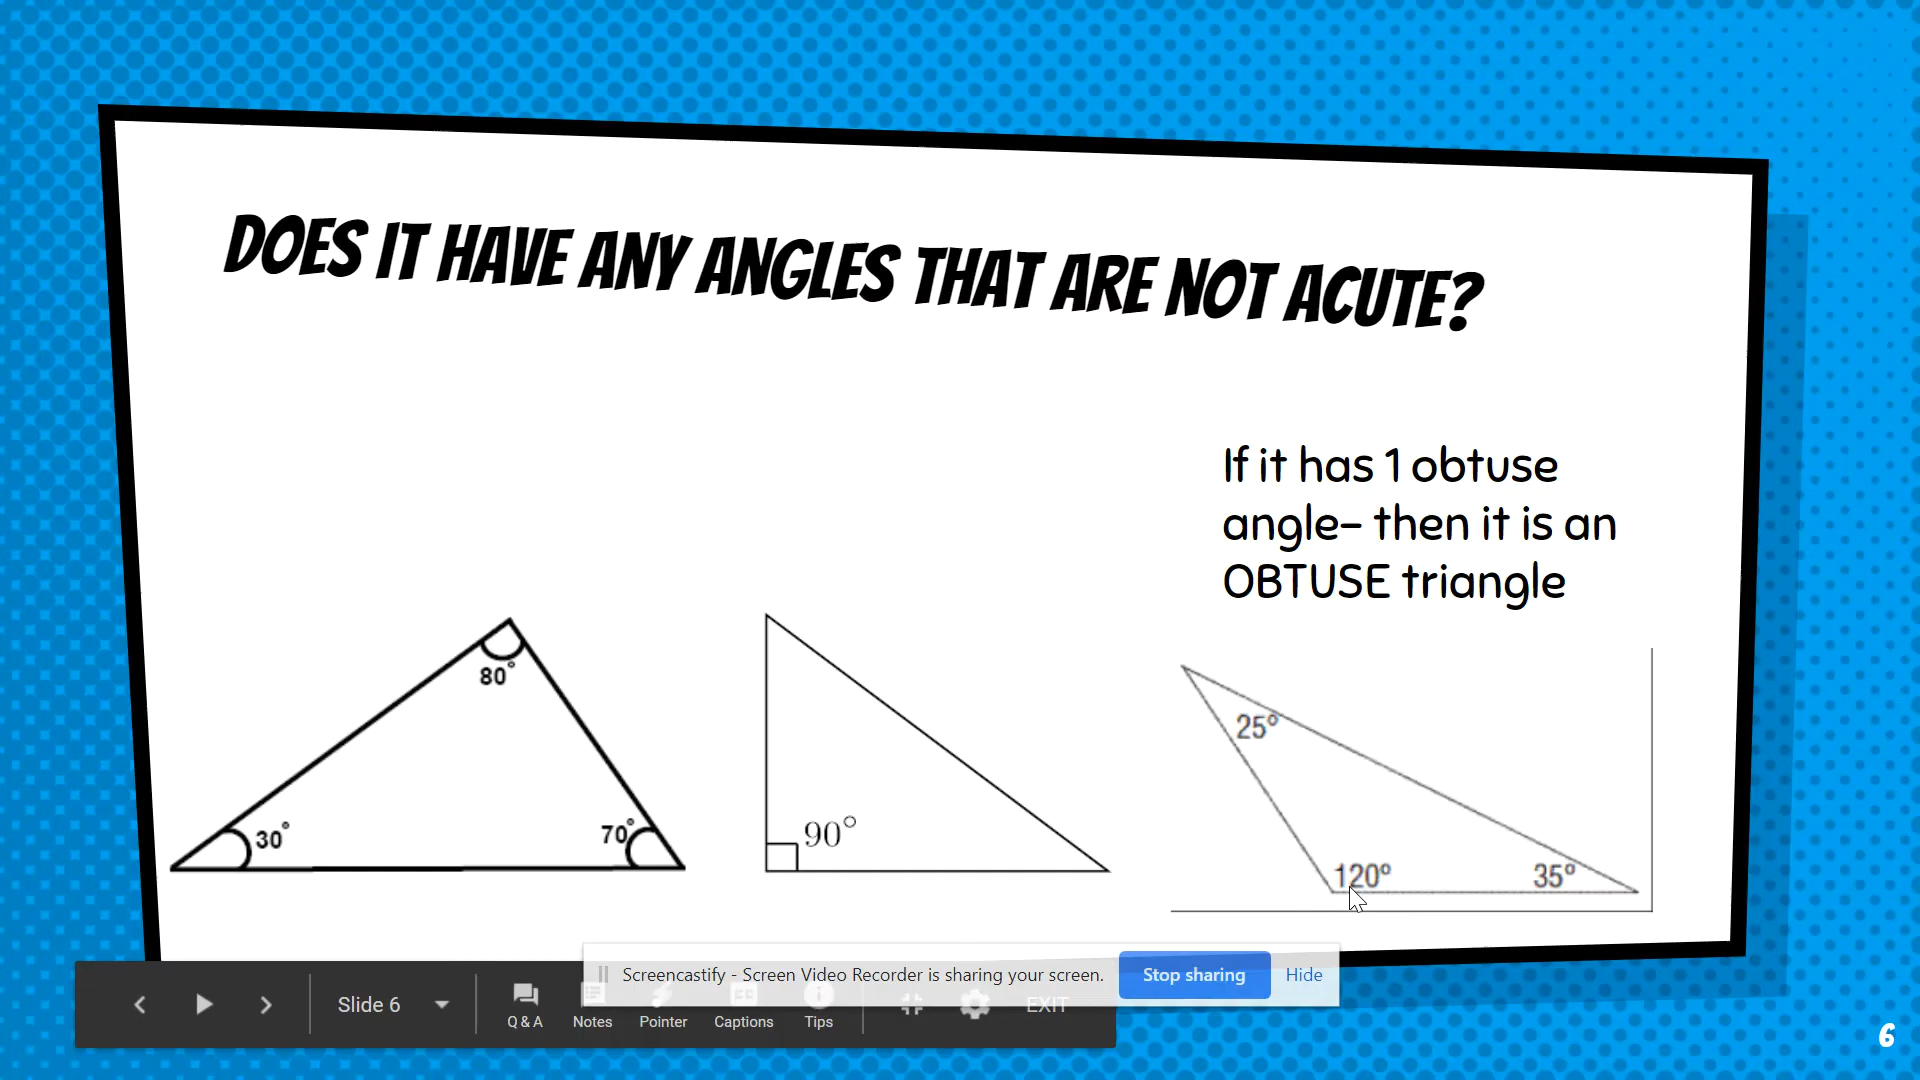 DOES IT HAVE ANY ANGLES THAT ARE NOT ACUTE?
If it has 1 obtuse
angle- then it is an
OBTUSE triangle
80°
30°
70°
90°
25°
120°
35°
Screencastify - Screen Video Recorder is sharing your screen.
Stop sharing
Hide
Slide 6
Q & A
Notes
Pointer
Captions
Tips
EXIT
6